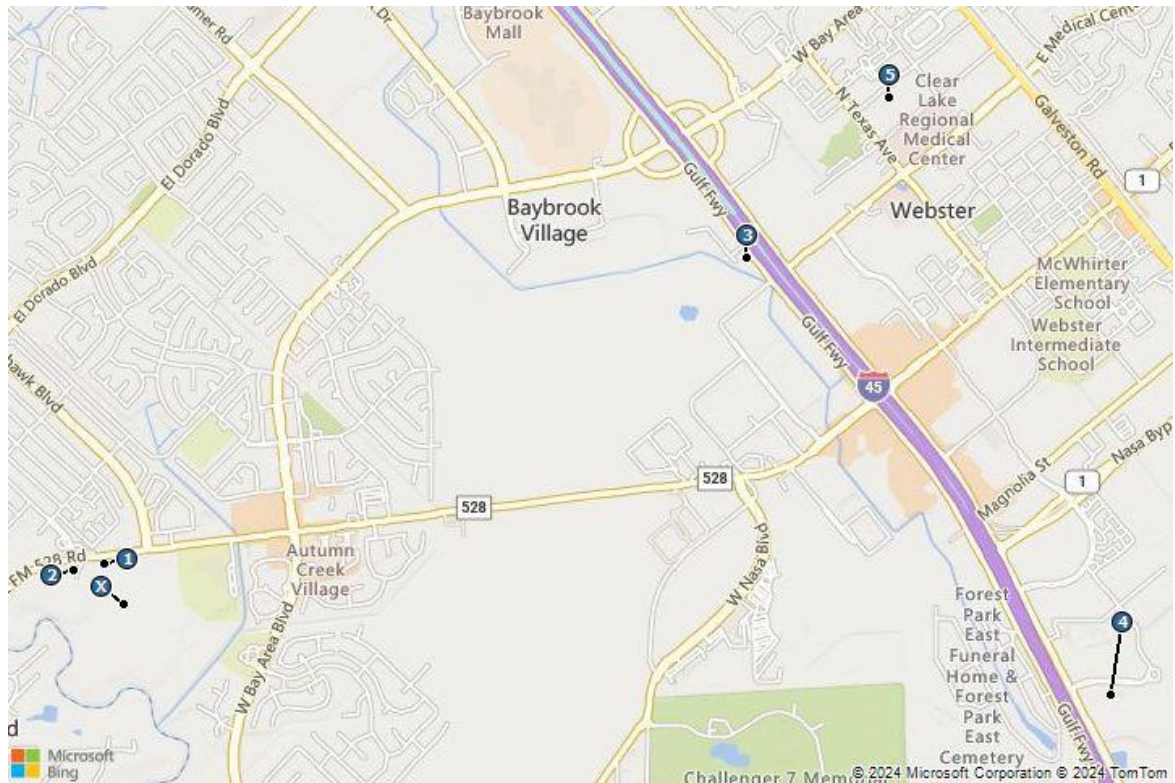 Baybrook
Mall
W Bay Area
E Medical
5
Clear
Lake
Regional
Medical
Center
N Texas Ave
Galveston Rd
El Dorado Blvd
Gulf Fwy
1
Webster
Baybrook
Village
3
El Dorado Blvd
McWhirter
Elementary
School
Webster
Intermediate
School
Gulf Fwy
45
hawk Blvd
528
528
Magnolia St
Nasa Byp
1
FM-528 Rd
1
2
X
Autumn
Creek
Village
W Nasa Blvd
W Bay Area Blvd
Forest
Park
East
Funeral
Home &
Forest
Park
East
Cemetery
4
Gulf Fwy
d
Microsoft
Bing
Challenger 7
© 2024 Microsoft Corporation © 2024 TomTom